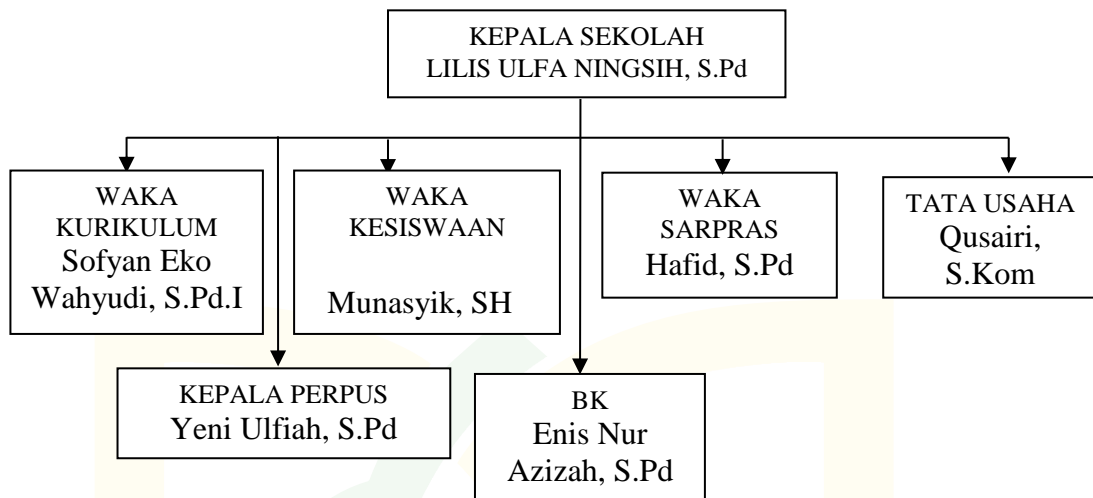 KEPALA SEKOLAH
LILIS ULFA NINGSIH, S.Pd
WAKA
KURIKULUM
Sofyan Eko
Wahyudi, S.Pd.I
WAKA
KESISWAAN
Munasyik, SH
WAKA
SARPRAS
Hafid, S.Pd
TATA USAHA
Qusairi,
S.Kom
KEPALA PERPUS
Yeni Ulfiah, S.Pd
BK
Enis Nur
Azizah, S.Pd